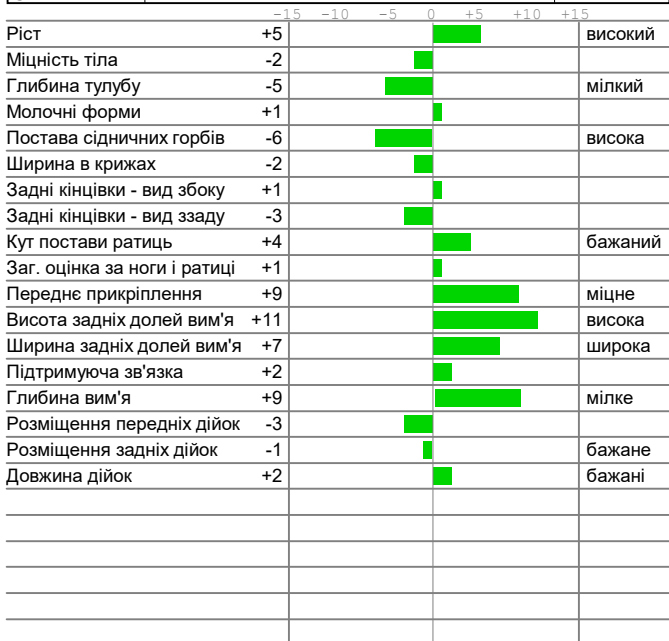 -15 -10 -5 0 +5 +10 +15
Ріст +5 високий
Міцність тіла -2
Глибина тулубу -5 мілкий
Молочні форми +1
Постава сідничних горбів -6 висока
Ширина в крижах -2
Задні кінцівки - вид збоку +1
Задні кінцівки - вид ззаду -3
Кут постави ратиць +4 бажаний
Заг. оцінка за ноги і ратиці +1
Переднє прикріплення +9 міцне
Висота задніх долей вим'я +11 висока
Ширина задніх долей вим'я +7 широка
Підтримуюча зв'язка +2
Глибина вим'я +9 мілке
Розміщення передніх дійок -3
Розміщення задніх дійок -1 бажане
Довжина дійок +2 бажані